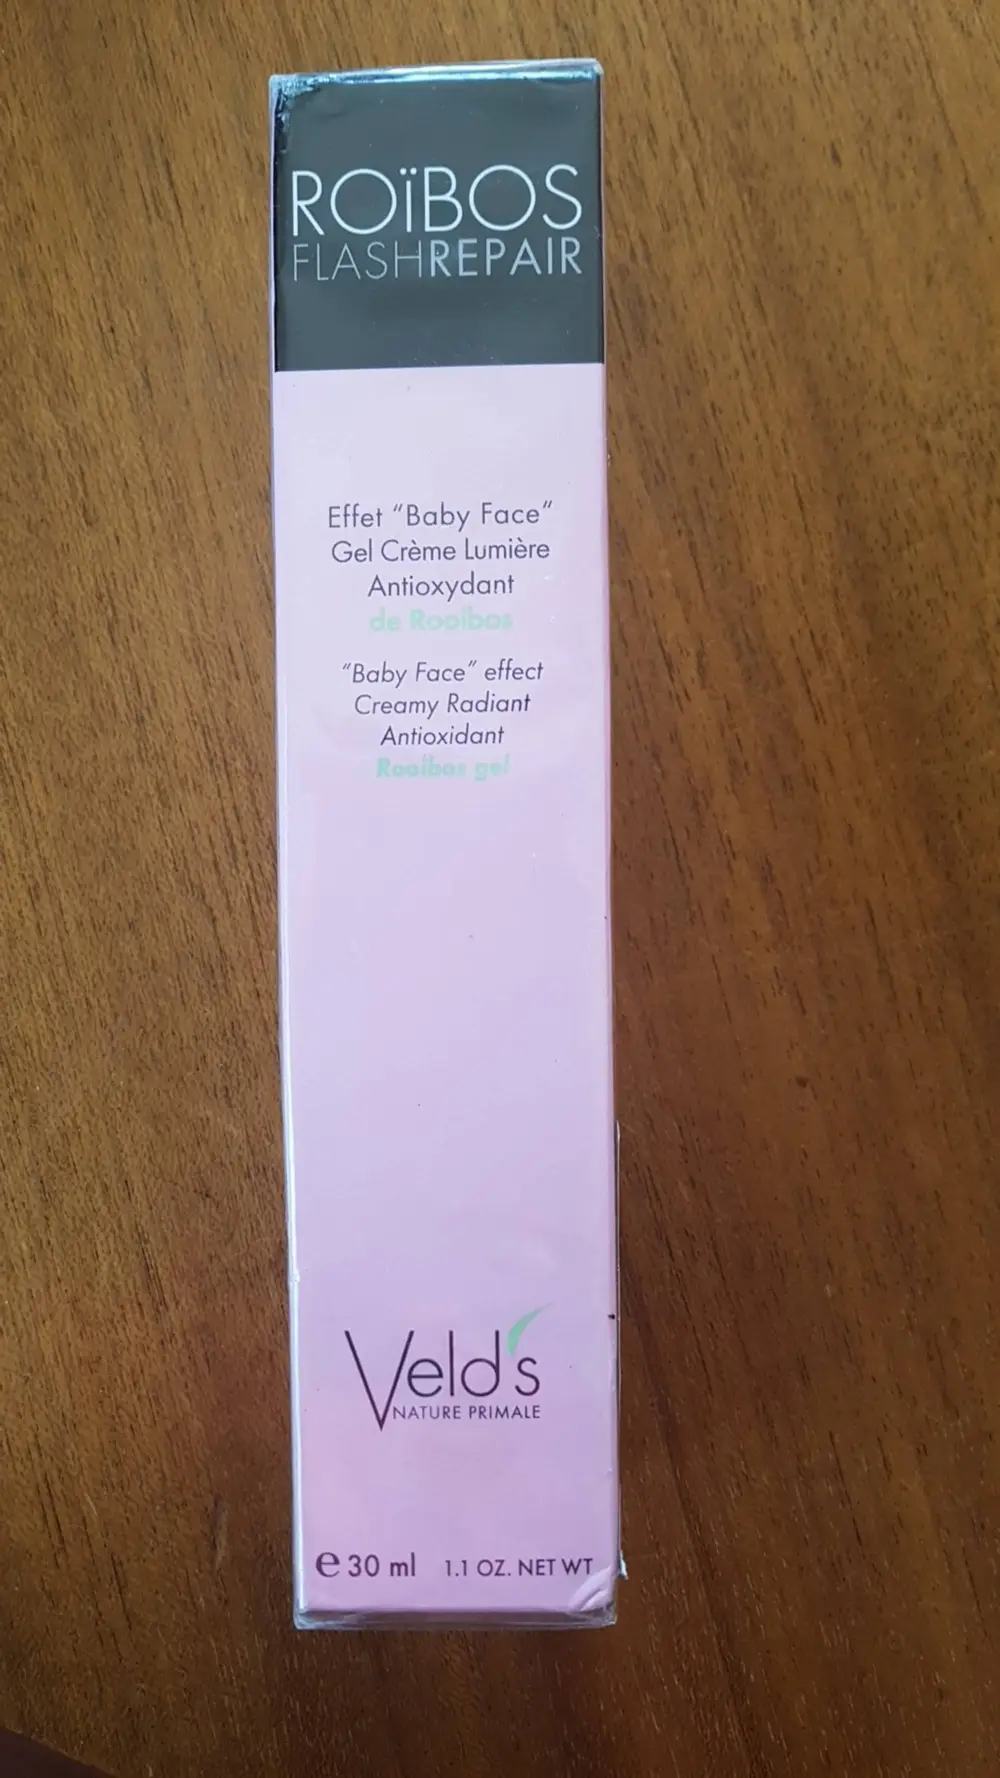 ROÏBOS
FLASHREPAIR
Effet “Baby Face“
Gel Crème Lumière
Antioxydant
de Rooibos
“Baby Face” effect
Creamy Radiant
Antioxidant
Rooibos gel
Veld's
NATURE PRIMALE
e 30 ml 1.1 OZ. NET WT